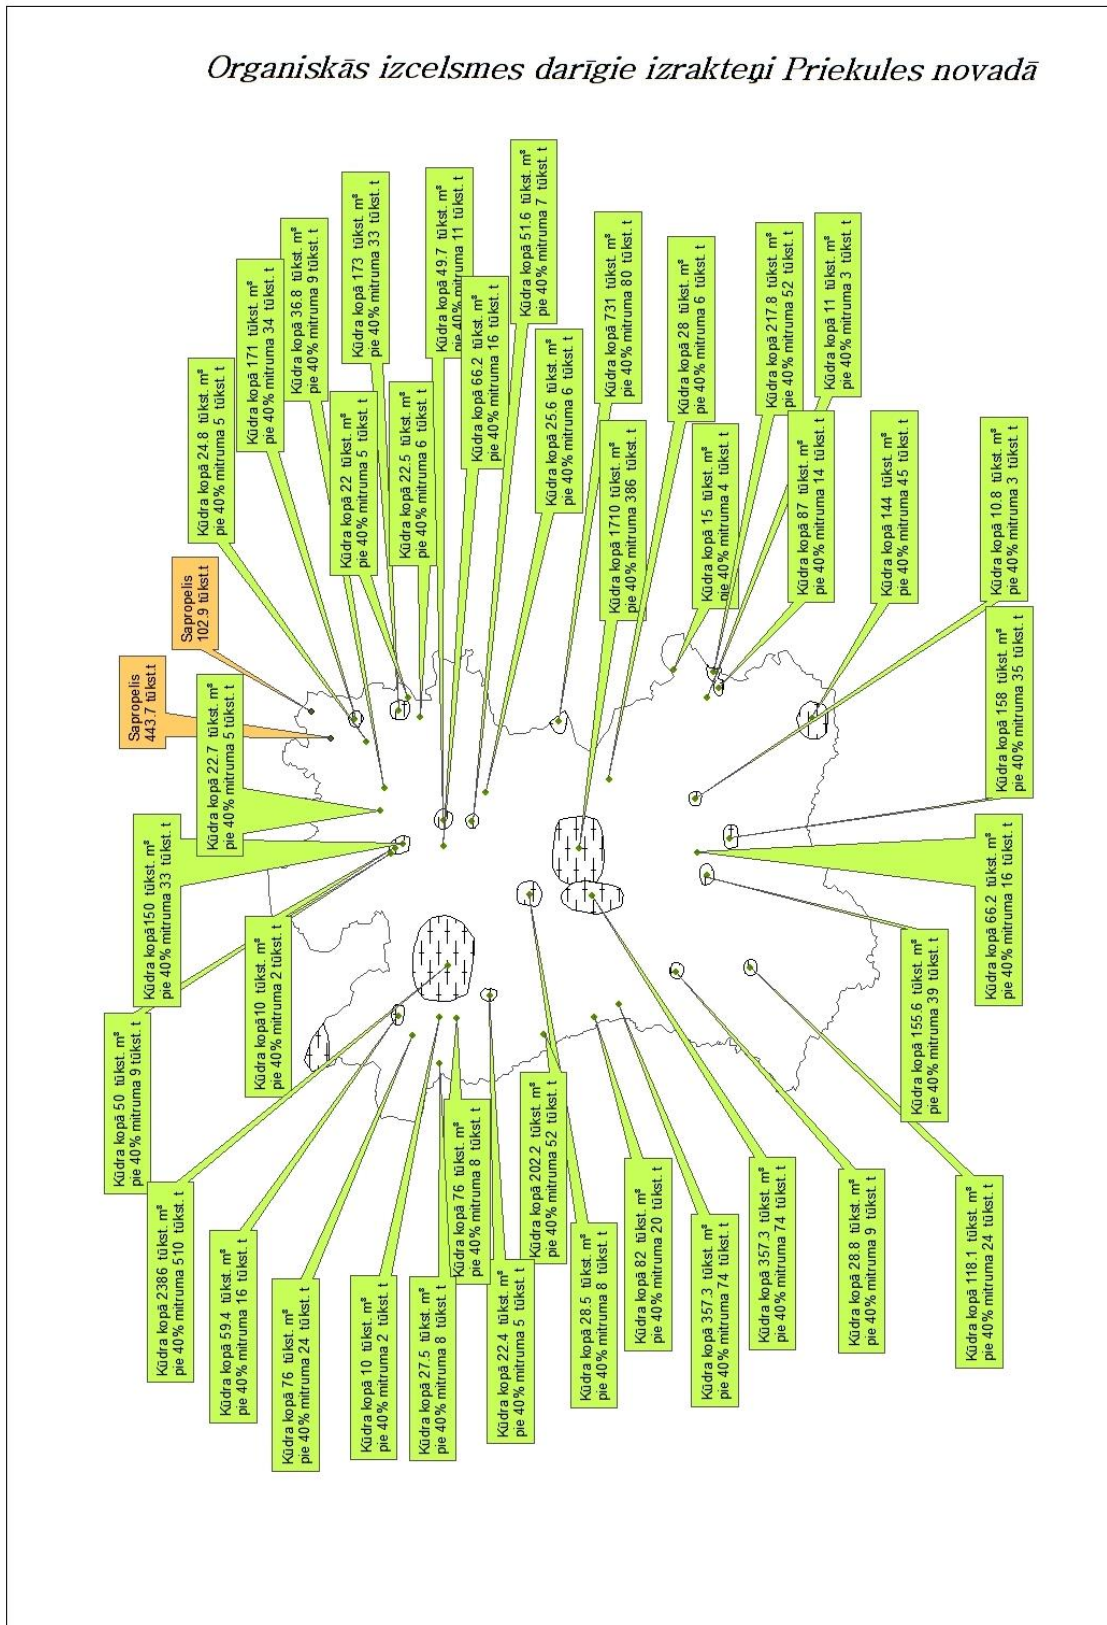 Organiskās izcelsmes darīgie izrakteņi Priekules novadā
Kūdra kopā 51.6 tūkst. m³
pie 40% mitruma 7 tūkst. t
Kūdra kopā 49.7 tūkst. m³
pie 40% mitruma 11 tūkst. t
Kūdra kopā 173 tūkst. m³
pie 40% mitruma 33 tūkst. t
Kūdra kopā 36.8 tūkst. m³
pie 40% mitruma 9 tūkst. t
Kūdra kopā 171 tūkst. m³
pie 40% mitruma 34 tūkst. t
Kūdra kopā 24.8 tūkst. m³
pie 40% mitruma 5 tūkst. t
Kūdra kopā 22 tūkst. m³
pie 40% mitruma 5 tūkst. t
Kūdra kopā 22.5 tūkst. m³
pie 40% mitruma 6 tūkst. t
Kūdra kopā 66.2 tūkst. m³
pie 40% mitruma 16 tūkst. t
Kūdra kopā 25.6 tūkst. m³
pie 40% mitruma 6 tūkst. t
Kūdra kopā 731 tūkst. m³
pie 40% mitruma 80 tūkst. t
Kūdra kopā 1710 tūkst. m³
pie 40% mitruma 386 tūkst. t
Kūdra kopā 28 tūkst. m³
pie 40% mitruma 6 tūkst. t
Kūdra kopā 15 tūkst. m³
pie 40% mitruma 4 tūkst. t
Kūdra kopā 217.8 tūkst. m³
pie 40% mitruma 52 tūkst. t
Kūdra kopā 11 tūkst. m³
pie 40% mitruma 3 tūkst. t
Kūdra kopā 87 tūkst. m³
pie 40% mitruma 14 tūkst. t
Kūdra kopā 144 tūkst. m³
pie 40% mitruma 45 tūkst. t
Kūdra kopā 10.8 tūkst. m³
pie 40% mitruma 3 tūkst. t
Kūdra kopā 158 tūkst. m³
pie 40% mitruma 35 tūkst. t
Kūdra kopā 66.2 tūkst. m³
pie 40% mitruma 16 tūkst. t
Kūdra kopā 155.6 tūkst. m³
pie 40% mitruma 39 tūkst. t
Sapropelis
102.9 tūkst.t
Sapropelis
443.7 tūkst.t
Kūdra kopā 22.7 tūkst. m³
pie 40% mitruma 5 tūkst. t
Kūdra kopā150 tūkst. m³
pie 40% mitruma 33 tūkst. t
Kūdra kopā10 tūkst. m³
pie 40% mitruma 2 tūkst. t
Kūdra kopā 50 tūkst. m³
pie 40% mitruma 9 tūkst. t
Kūdra kopā 2386 tūkst. m³
pie 40% mitruma 510 tūkst. t
Kūdra kopā 59.4 tūkst. m³
pie 40% mitruma 16 tūkst. t
Kūdra kopā 76 tūkst. m³
pie 40% mitruma 24 tūkst. t
Kūdra kopā 10 tūkst. m³
pie 40% mitruma 2 tūkst. t
Kūdra kopā 27.5 tūkst. m³
pie 40% mitruma 8 tūkst. t
Kūdra kopā 76 tūkst. m³
pie 40% mitruma 8 tūkst. t
Kūdra kopā 22.4 tūkst. m³
pie 40% mitruma 5 tūkst. t
Kūdra kopā 202.2 tūkst. m³
pie 40% mitruma 52 tūkst. t
Kūdra kopā 28.5 tūkst. m³
pie 40% mitruma 8 tūkst. t
Kūdra kopā 82 tūkst. m³
pie 40% mitruma 20 tūkst. t
Kūdra kopā 357.3 tūkst. m³
pie 40% mitruma 74 tūkst. t
Kūdra kopā 357.3 tūkst. m³
pie 40% mitruma 74 tūkst. t
Kūdra kopā 28.8 tūkst. m³
pie 40% mitruma 9 tūkst. t
Kūdra kopā 118.1 tūkst. m³
pie 40% mitruma 24 tūkst. t